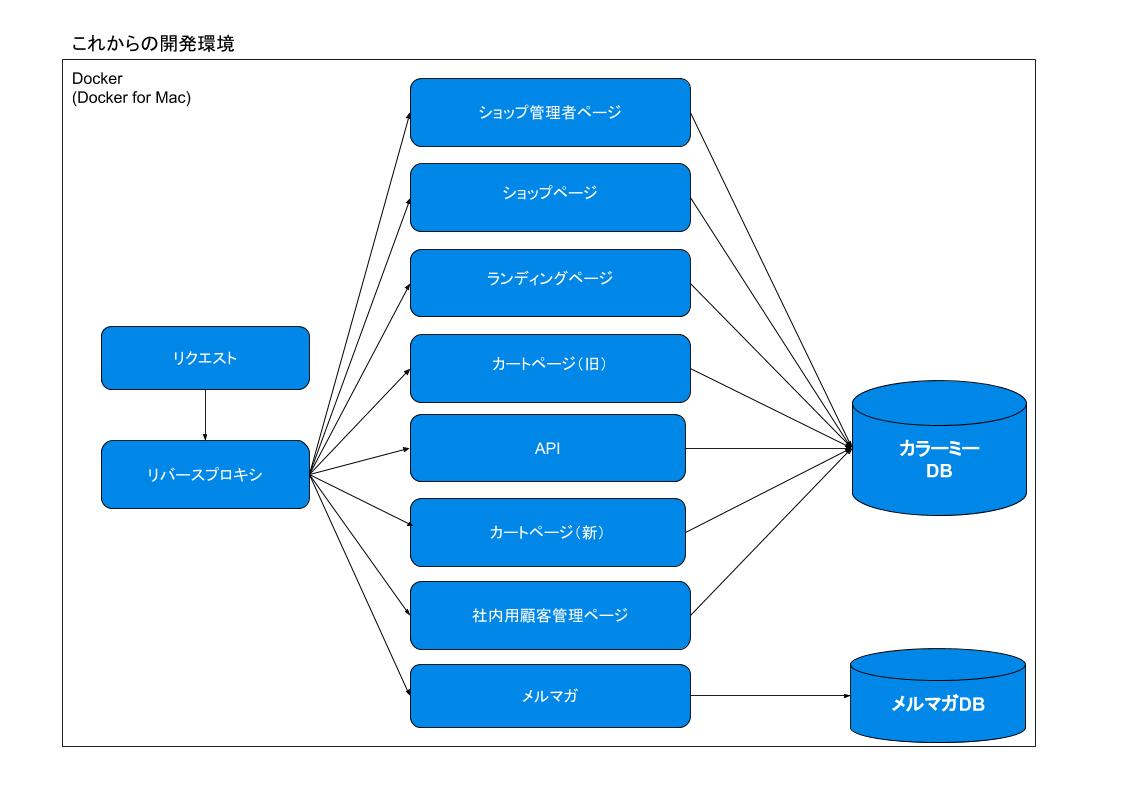 これからの開発環境
Docker
(Docker for Mac)
ショップ管理者ページ
ショップページ
ランディングページ
リクエスト
カートページ（旧）
リバースプロキシ
API
カラーミー
DB
カートページ（新）
社内用顧客管理ページ
メルマガ
メルマガDB